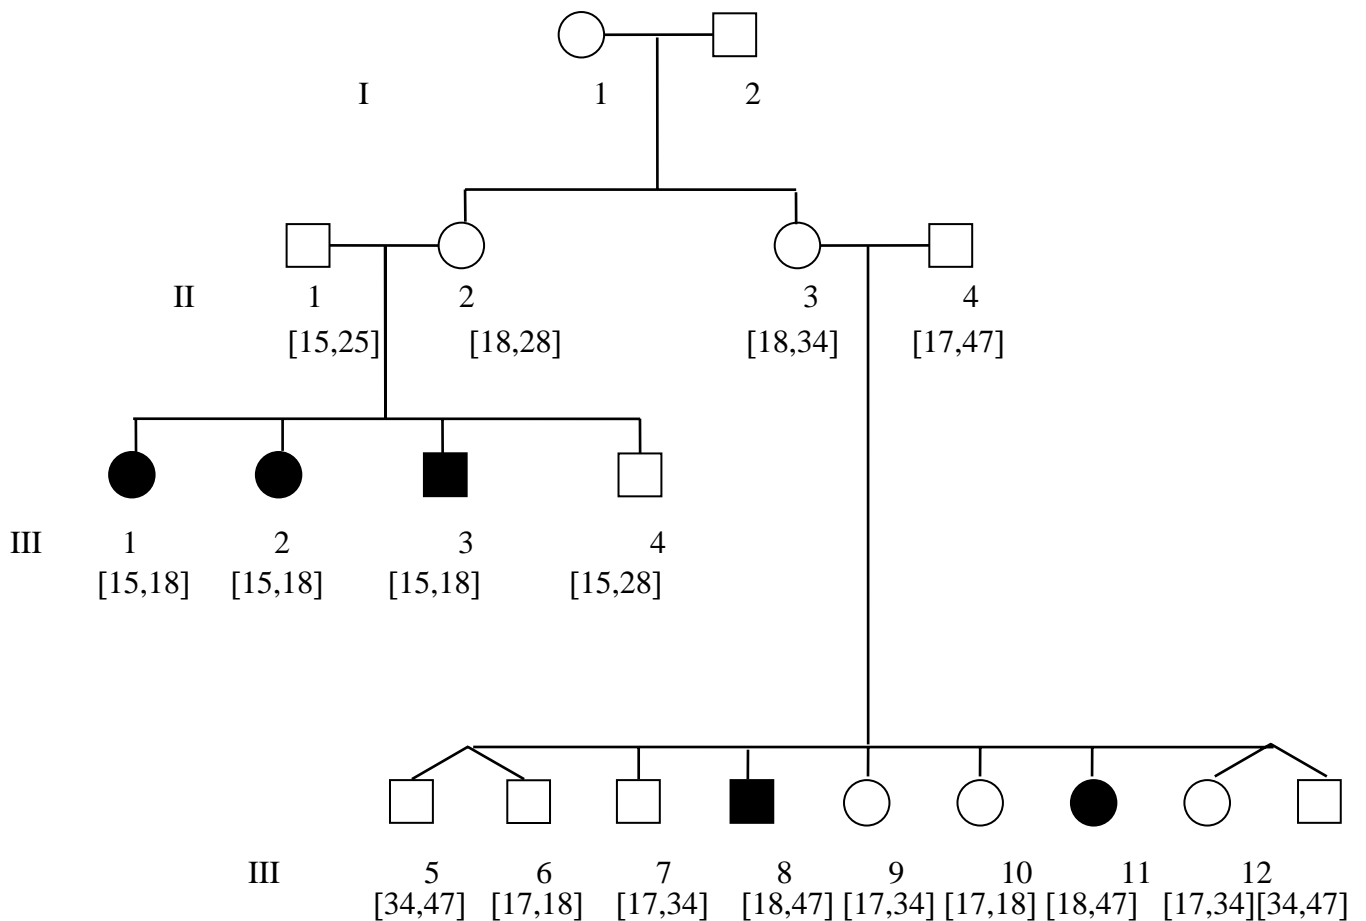 I 1 2
II 1 2 3 4
[15,25] [18,28] [18,34] [17,47]
III 1 2 3 4
[15,18] [15,18] [15,18] [15,28]
III 5 6 7 8 9 10 11 12
[34,47] [17,18] [17,34] [18,47] [17,34] [17,18] [18,47] [17,34][34,47]